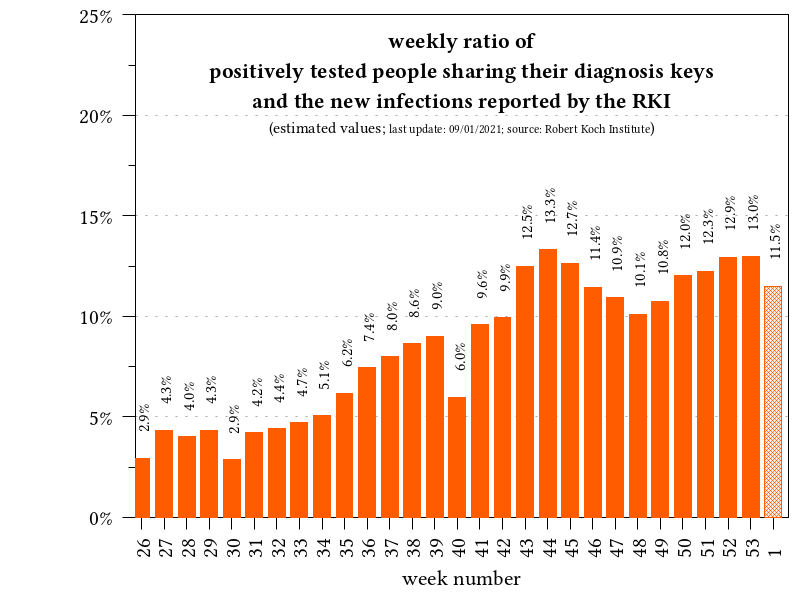 weekly ratio of
positively tested people sharing their diagnosis keys
and the new infections reported by the RKI
(estimated values; last update: 09/01/2021; source: Robert Koch Institute)
25%
20%
15%
10%
5%
0%
2.9% 4.3% 4.0% 4.3% 2.9% 4.2% 4.4% 4.7% 5.1% 6.2% 7.4% 8.0% 8.6% 9.0% 6.0% 9.6% 9.9% 12.5% 13.3% 12.7% 11.4% 10.9% 10.1% 10.8% 12.0% 12.3% 12.9% 13.0% 11.5%
26 27 28 29 30 31 32 33 34 35 36 37 38 39 40 41 42 43 44 45 46 47 48 49 50 51 52 53 1
week number